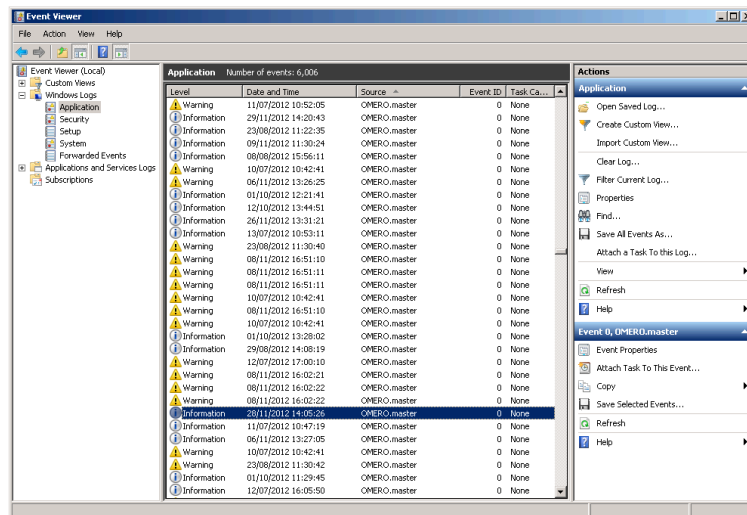 Event Viewer
File Action View Help
Event Viewer (Local)
Custom Views
Windows Logs
Application
Security
Setup
System
Forwarded Events
Applications and Services Logs
Subscriptions
Application Number of events: 6,006
Level Date and Time Source Event ID Task Ca...
Warning 11/07/2012 10:52:05 OMERO.master 0 None
Information 29/11/2012 14:20:43 OMERO.master 0 None
Information 23/08/2012 11:22:35 OMERO.master 0 None
Information 09/11/2012 11:30:24 OMERO.master 0 None
Information 08/08/2012 15:56:11 OMERO.master 0 None
Warning 10/07/2012 10:42:41 OMERO.master 0 None
Warning 06/11/2012 13:26:25 OMERO.master 0 None
Information 01/10/2012 12:21:41 OMERO.master 0 None
Information 12/10/2012 13:44:51 OMERO.master 0 None
Information 26/11/2012 13:31:21 OMERO.master 0 None
Information 13/07/2012 10:53:11 OMERO.master 0 None
Warning 23/08/2012 11:30:40 OMERO.master 0 None
Warning 08/11/2012 16:51:10 OMERO.master 0 None
Warning 08/11/2012 16:51:11 OMERO.master 0 None
Warning 08/11/2012 16:51:11 OMERO.master 0 None
Warning 10/07/2012 10:42:41 OMERO.master 0 None
Warning 08/11/2012 16:51:10 OMERO.master 0 None
Warning 10/07/2012 10:42:41 OMERO.master 0 None
Information 01/10/2012 13:28:02 OMERO.master 0 None
Information 29/08/2012 14:08:19 OMERO.master 0 None
Warning 12/07/2012 17:00:10 OMERO.master 0 None
Warning 08/11/2012 16:02:21 OMERO.master 0 None
Warning 08/11/2012 16:02:22 OMERO.master 0 None
Warning 08/11/2012 16:02:22 OMERO.master 0 None
Information 28/11/2012 14:05:26 OMERO.master 0 None
Information 11/07/2012 10:47:19 OMERO.master 0 None
Information 06/11/2012 13:27:05 OMERO.master 0 None
Warning 10/07/2012 10:42:41 OMERO.master 0 None
Warning 23/08/2012 11:30:42 OMERO.master 0 None
Information 01/10/2012 11:29:45 OMERO.master 0 None
Information 12/07/2012 16:05:50 OMERO.master 0 None
Actions
Application
Open Saved Log...
Create Custom View...
Import Custom View...
Clear Log...
Filter Current Log...
Properties
Find...
Save All Events As...
Attach a Task To this Log...
View
Refresh
Help
Event 0, OMERO.master
Event Properties
Attach Task To This Event...
Copy
Save Selected Events...
Refresh
Help